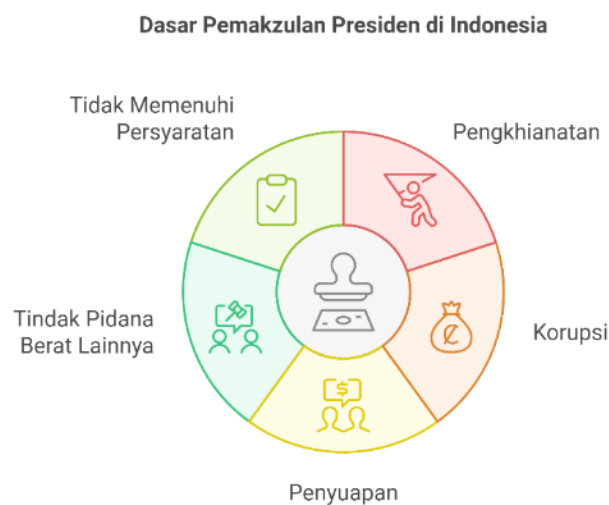 Dasar Pemakzulan Presiden di Indonesia
Tidak Memenuhi
Persyaratan
Pengkhianatan
Tindak Pidana
Berat Lainnya
Korupsi
Penyuapan